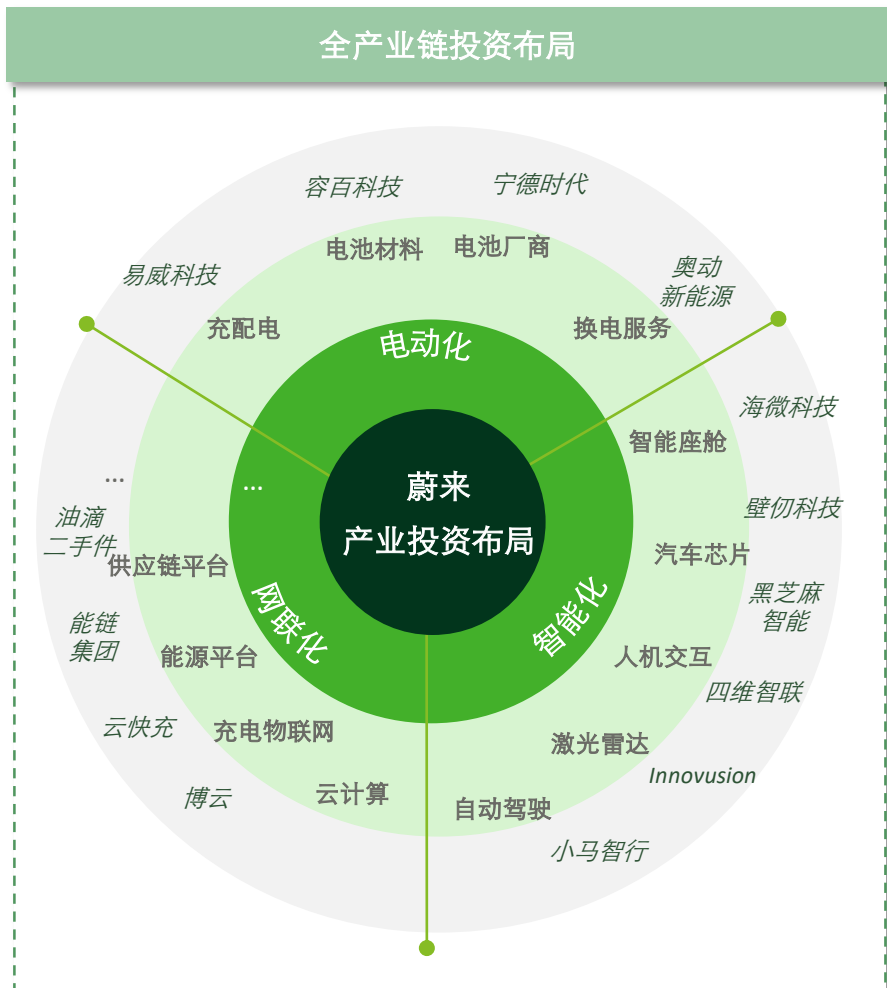 全产业链投资布局
容百科技
宁德时代
易威科技
奥动
新能源
电池材料
电池厂商
充配电
换电服务
电动化
海微科技
智能座舱
...
...
蔚来
产业投资布局
壁仞科技
油滴
二手件
供应链平台
汽车芯片
黑芝麻
智能
网联化
智能化
能链
集团
能源平台
人机交互
四维智联
云快充
充电物联网
激光雷达
Innovusion
博云
云计算
自动驾驶
小马智行